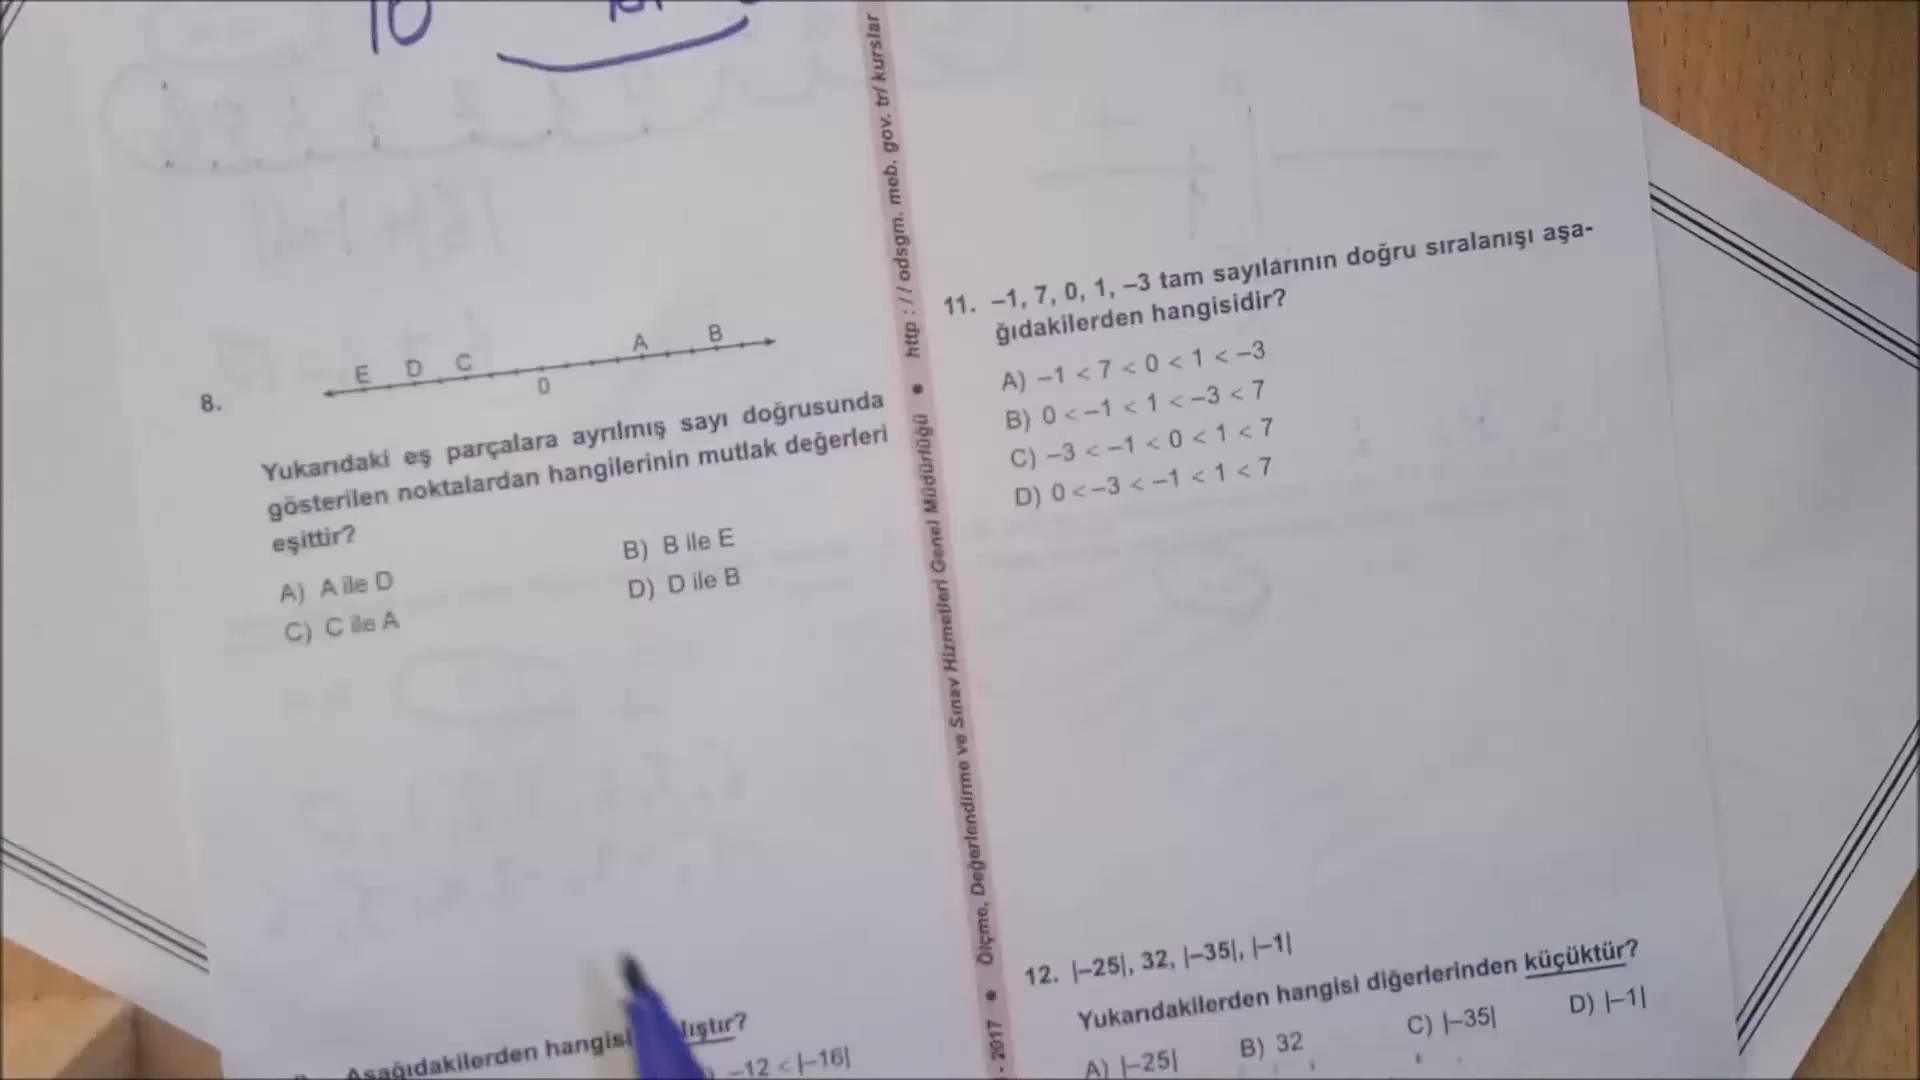 10
E D C 0 A B
8.
Yukarıdaki eş parçalara ayrılmış sayı doğrusunda
gösterilen noktalardan hangilerinin mutlak değerleri
eşittir?
A) A ile D
B) B ile E
C) C ile A
D) D ile B
Aşağıdakilerden hangisi
lıştır?
–12 < |–16|
http : // odsgm. meb. gov. tr/ kurslar
Ölçme, Değerlendirme ve Sınav Hizmetleri Genel Müdürlüğü
- 2017
11. –1, 7, 0, 1, –3 tam sayılarının doğru sıralanışı aşa-
ğıdakilerden hangisidir?
A) –1 < 7 < 0 < 1 < –3
B) 0 < –1 < 1 < –3 < 7
C) –3 < –1 < 0 < 1 < 7
D) 0 < –3 < –1 < 1 < 7
12. |–25|, 32, |–35|, |–1|
Yukarıdakilerden hangisi diğerlerinden küçüktür?
A) |–25|
B) 32
C) |–35|
D) |–1|